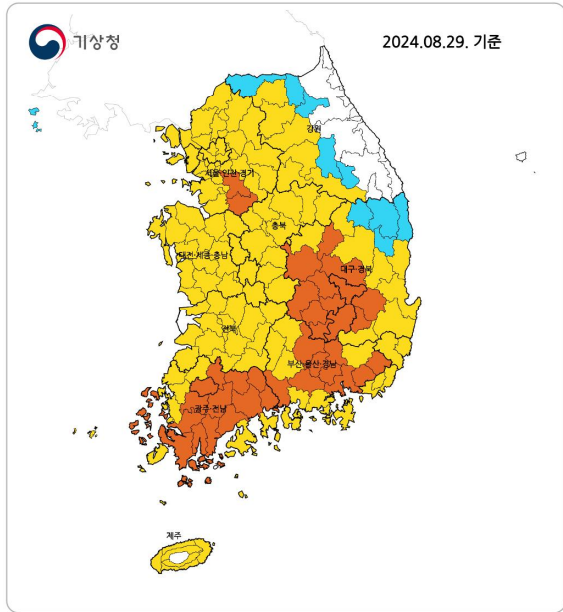 기상청
2024.08.29. 기준
강원
서울·인천·경기
충북
대전·세종·충남
대구·경북
전북
부산·울산·경남
광주·전남
제주